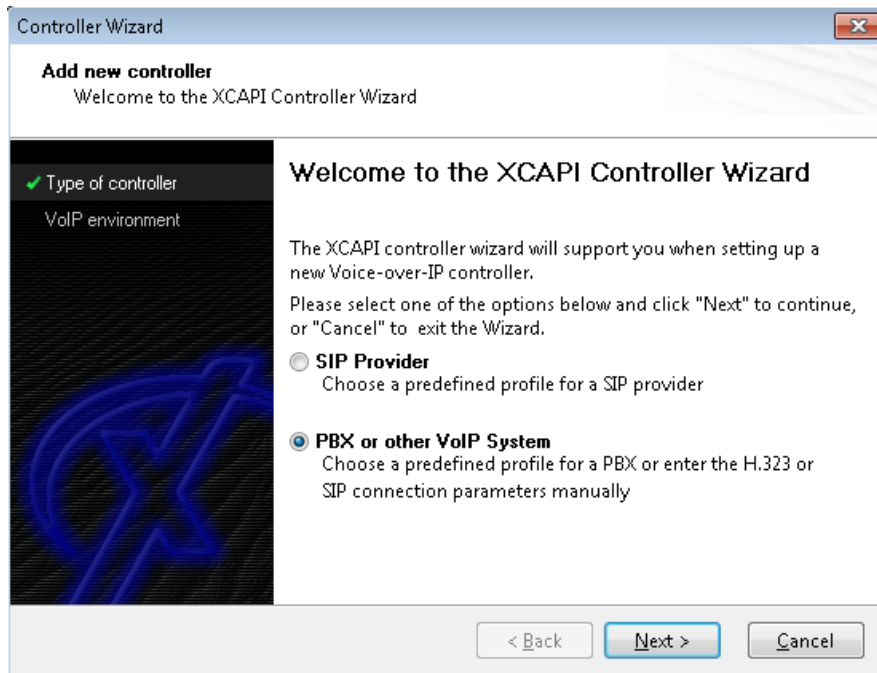 Controller Wizard
Add new controller
Welcome to the XCAPI Controller Wizard
Type of controller
VoIP environment
Welcome to the XCAPI Controller Wizard
The XCAPI controller wizard will support you when setting up a
new Voice-over-IP controller.
Please select one of the options below and click "Next" to continue,
or "Cancel" to exit the Wizard.
SIP Provider
Choose a predefined profile for a SIP provider
PBX or other VoIP System
Choose a predefined profile for a PBX or enter the H.323 or
SIP connection parameters manually
< Back
Next >
Cancel